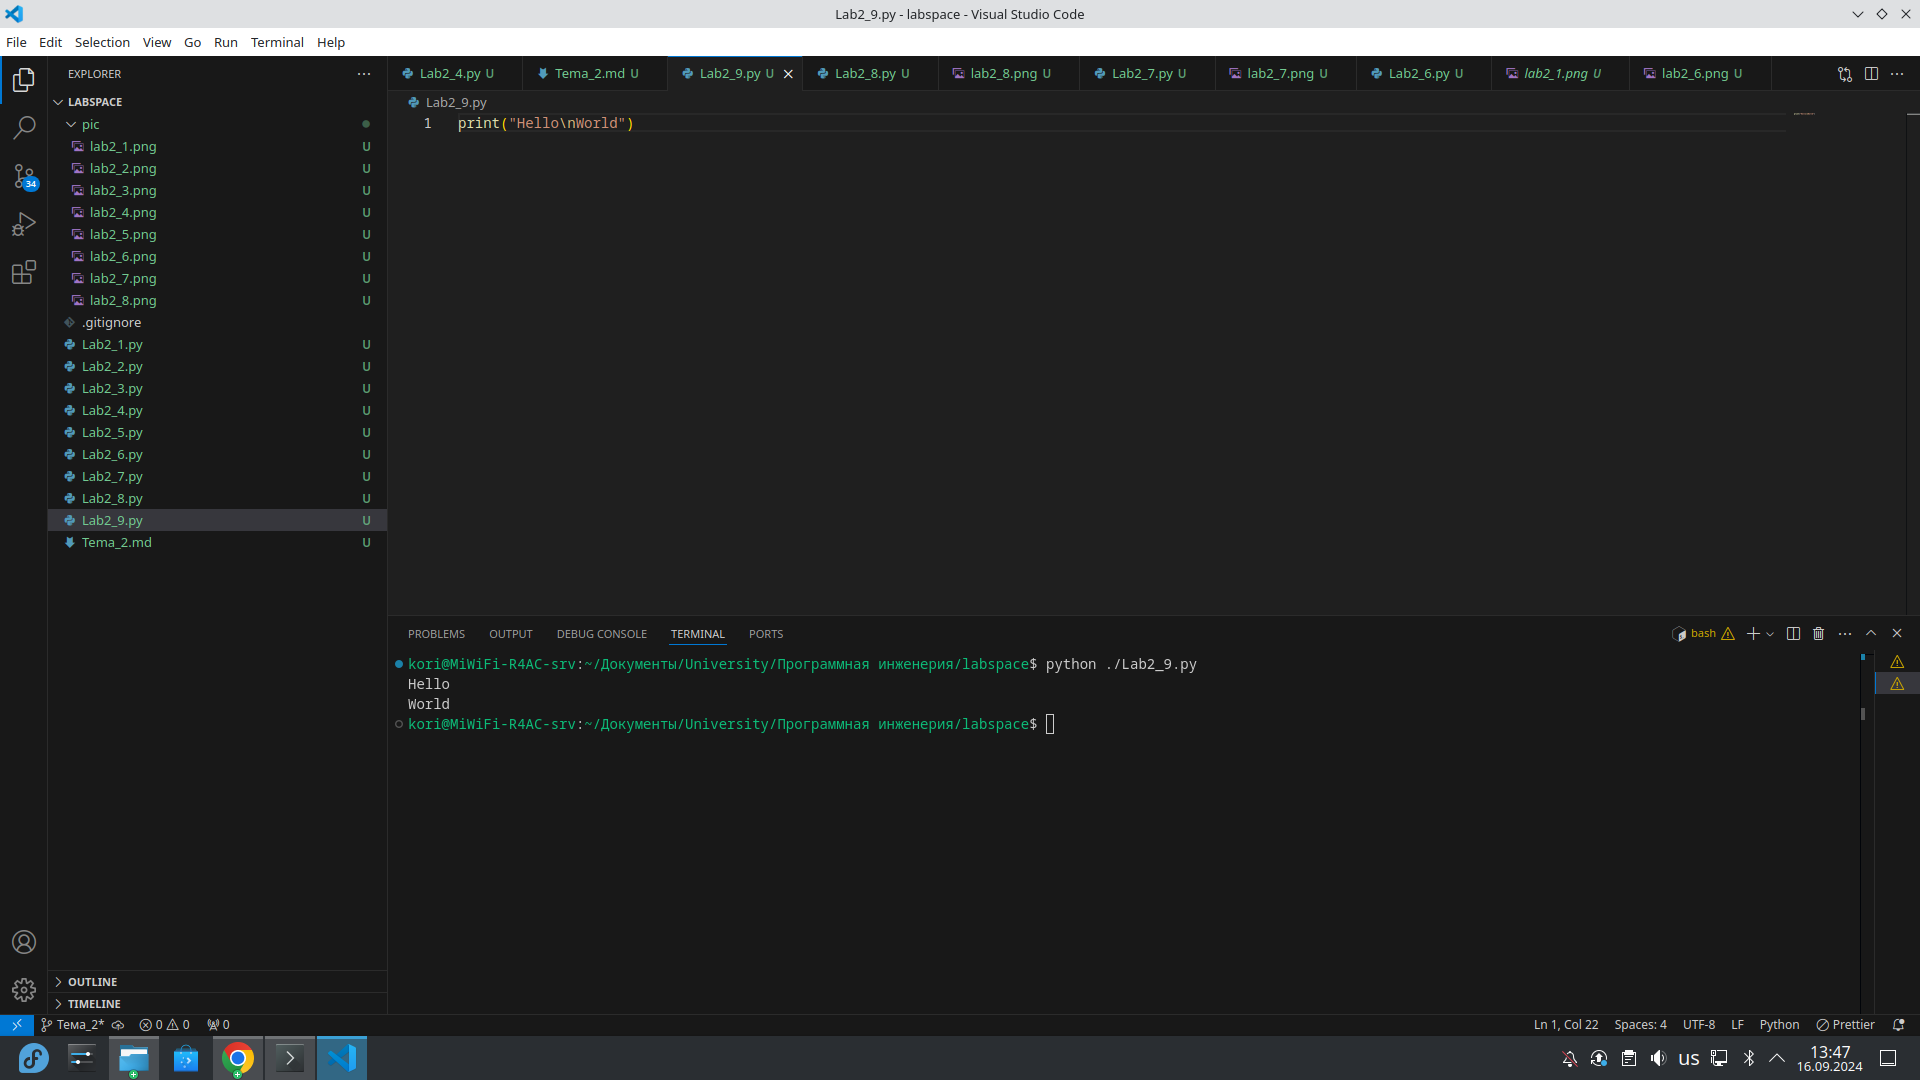 Lab2_9.py - labspace - Visual Studio Code
File Edit Selection View Go Run Terminal Help
EXPLORER
LABSPACE
pic
lab2_1.png U
lab2_2.png U
lab2_3.png U
lab2_4.png U
lab2_5.png U
lab2_6.png U
lab2_7.png U
lab2_8.png U
.gitignore
Lab2_1.py U
Lab2_2.py U
Lab2_3.py U
Lab2_4.py U
Lab2_5.py U
Lab2_6.py U
Lab2_7.py U
Lab2_8.py U
Lab2_9.py U
Tema_2.md U
OUTLINE
TIMELINE
34
Lab2_4.py U Tema_2.md U Lab2_9.py U Lab2_8.py U lab2_8.png U Lab2_7.py U lab2_7.png U Lab2_6.py U lab2_1.png U lab2_6.png U
Lab2_9.py
1 print("Hello\nWorld")
PROBLEMS OUTPUT DEBUG CONSOLE TERMINAL PORTS
bash
kori@MiWiFi-R4AC-srv:~/Документы/University/Программная инженерия/labspace$ python ./Lab2_9.py
Hello
World
kori@MiWiFi-R4AC-srv:~/Документы/University/Программная инженерия/labspace$
Тема_2* 0 0 0
Ln 1, Col 22 Spaces: 4 UTF-8 LF Python Prettier
us
13:47
16.09.2024